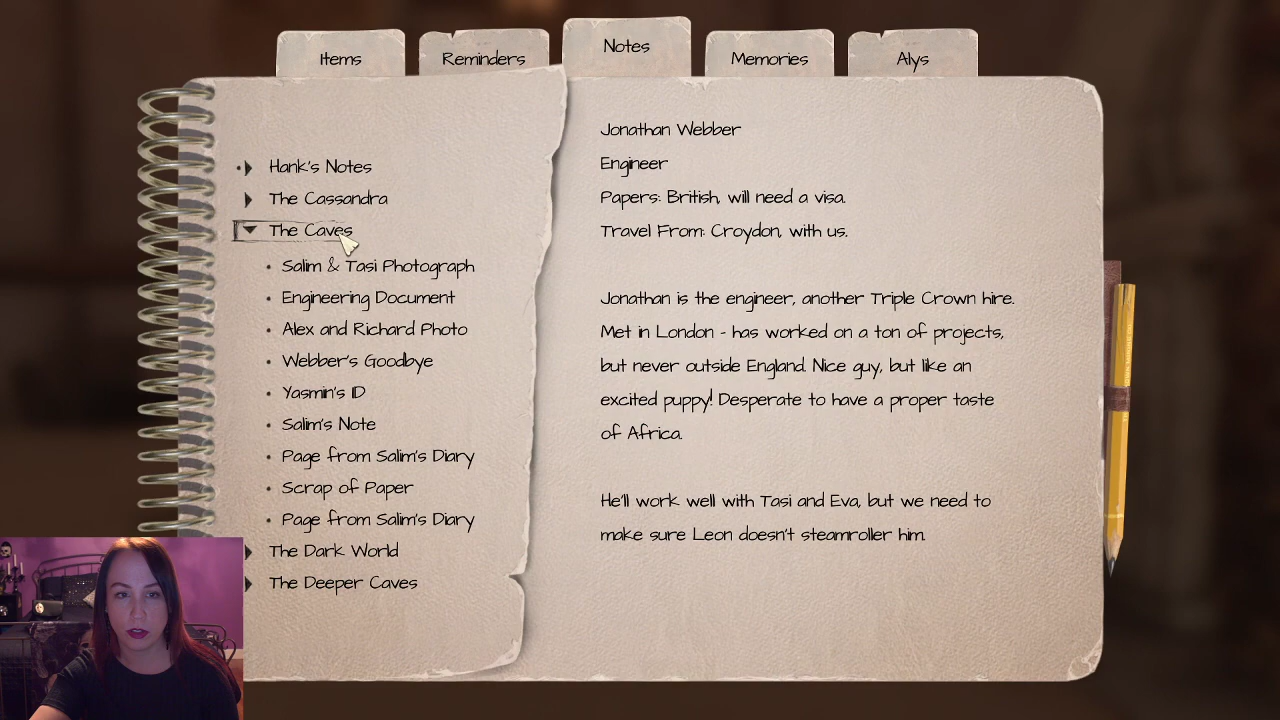 Items
Reminders
Notes
Memories
Alys
Hank's Notes
The Cassandra
The Caves
Salim & Tasi Photograph
Engineering Document
Alex and Richard Photo
Webber's Goodbye
Yasmin's ID
Salim's Note
Page from Salim's Diary
Scrap of Paper
Page from Salim's Diary
The Dark World
The Deeper Caves
Jonathan Webber
Engineer
Papers: British, will need a visa.
Travel From: Croydon, with us.
Jonathan is the engineer, another Triple Crown hire.
Met in London - has worked on a ton of projects,
but never outside England. Nice guy, but like an
excited puppy! Desperate to have a proper taste
of Africa.
He'll work well with Tasi and Eva, but we need to
make sure Leon doesn't steamroller him.